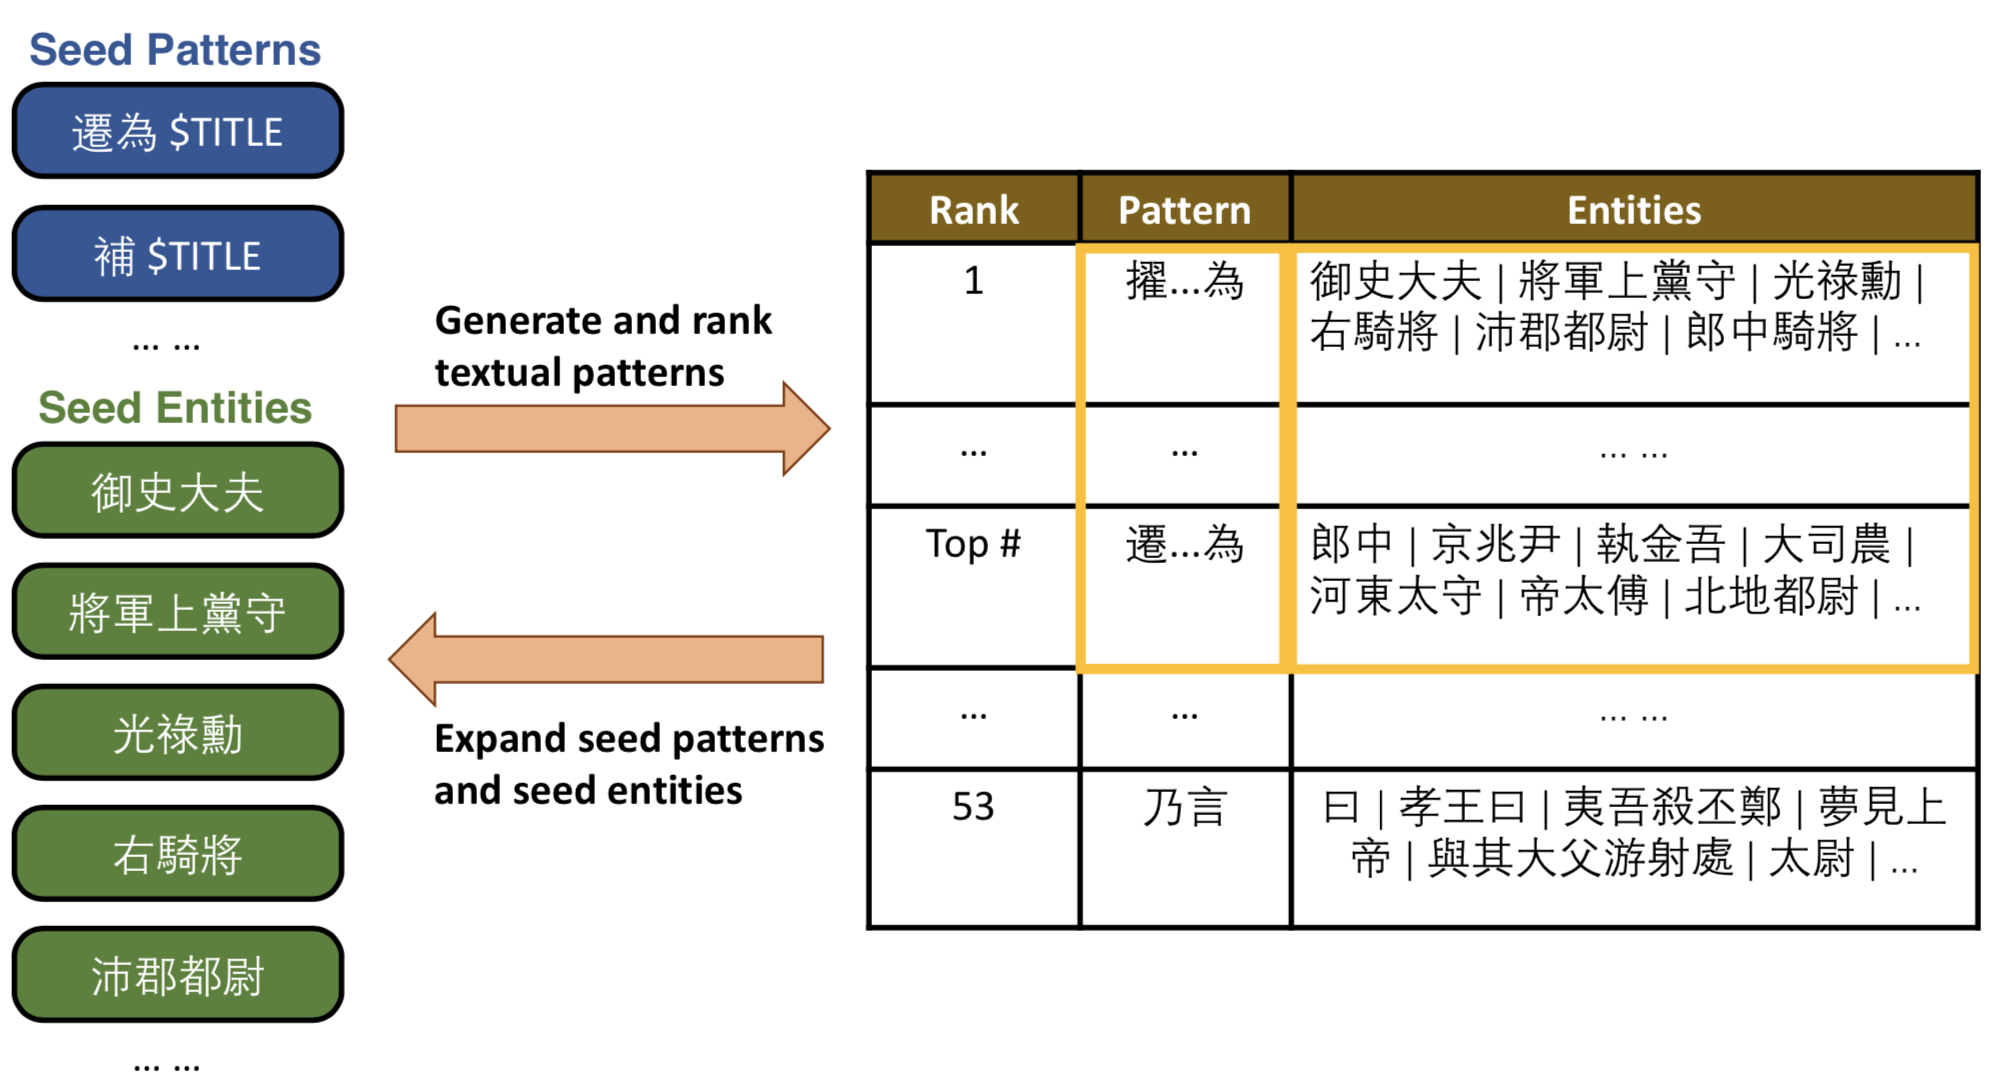 Seed Patterns
遷為 $TITLE
補 $TITLE
... ...
Seed Entities
御史大夫
將軍上黨守
光祿勳
右騎將
沛郡都尉
... ...
Generate and rank
textual patterns
Expand seed patterns
and seed entities
Rank Pattern Entities
1 擢...為 御史大夫 | 將軍上黨守 | 光祿勳 |
右騎將 | 沛郡都尉 | 郎中騎將 | ...
... ... ... ...
Top # 遷...為 郎中 | 京兆尹 | 執金吾 | 大司農 |
河東太守 | 帝太傅 | 北地都尉 | ...
... ... ... ...
53 乃言 曰 | 孝王曰 | 夷吾殺丕鄭 | 夢見上
帝 | 與其大父游射處 | 太尉 | ...